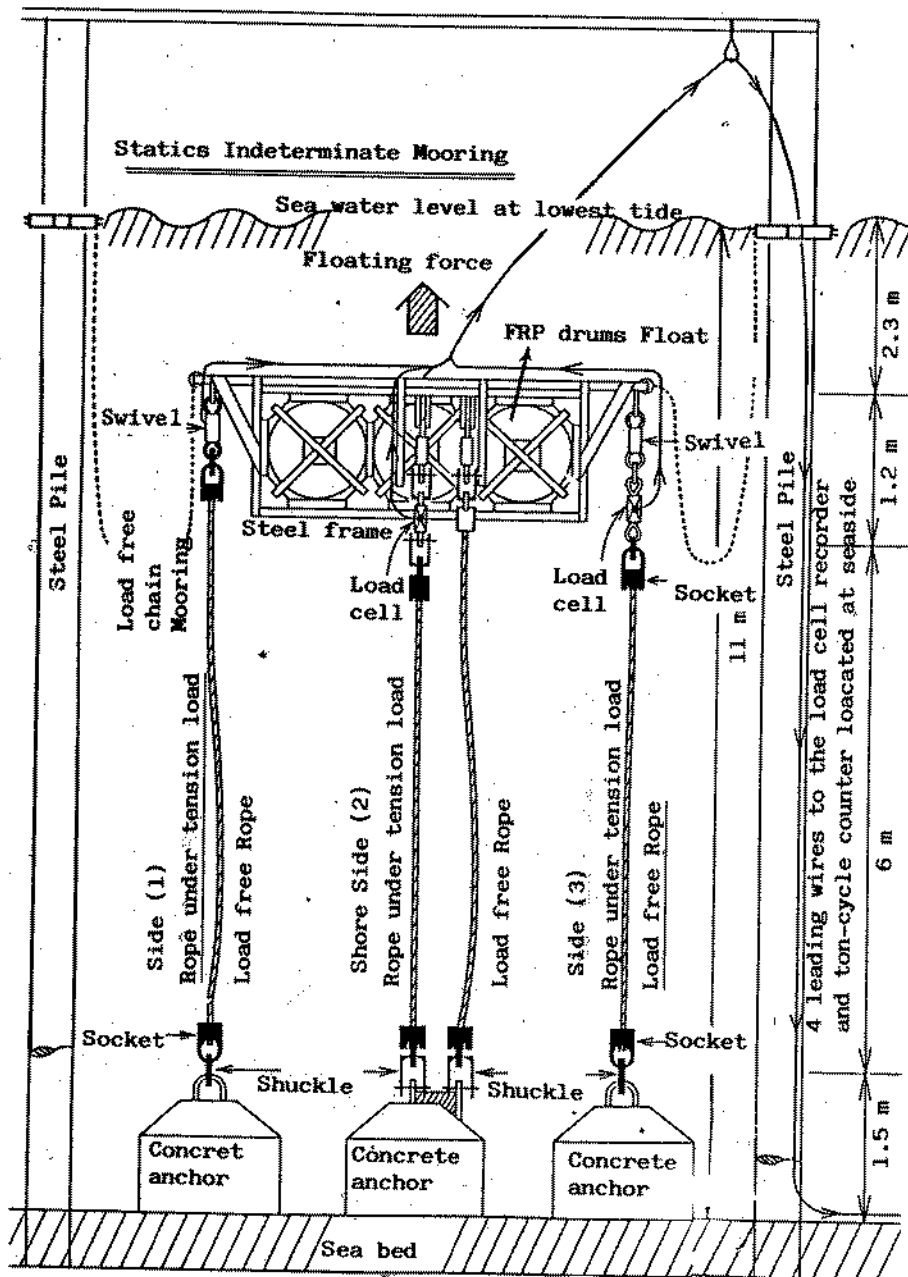 Statics Indeterminate Mooring
Sea water level at lowest tide
Floating force
FRP drums Float
2.3 m
Swivel
Swivel
1.2 m
Steel Pile
Load free
chain
Mooring
Steel frame
Load
cell
Load
cell
Socket
Steel Pile
11 m
4 leading wires to the load cell recorder
and ton-cycle counter loacated at seaside
6 m
Side (1)
Rope under tension load
Load free Rope
Shore Side (2)
Rope under tension load
Load free Rope
Side (3)
Rope under tension load
Load free Rope
Socket
Socket
Shuckle
Shuckle
Concret
anchor
Concrete
anchor
Concrete
anchor
1.5 m
Sea bed